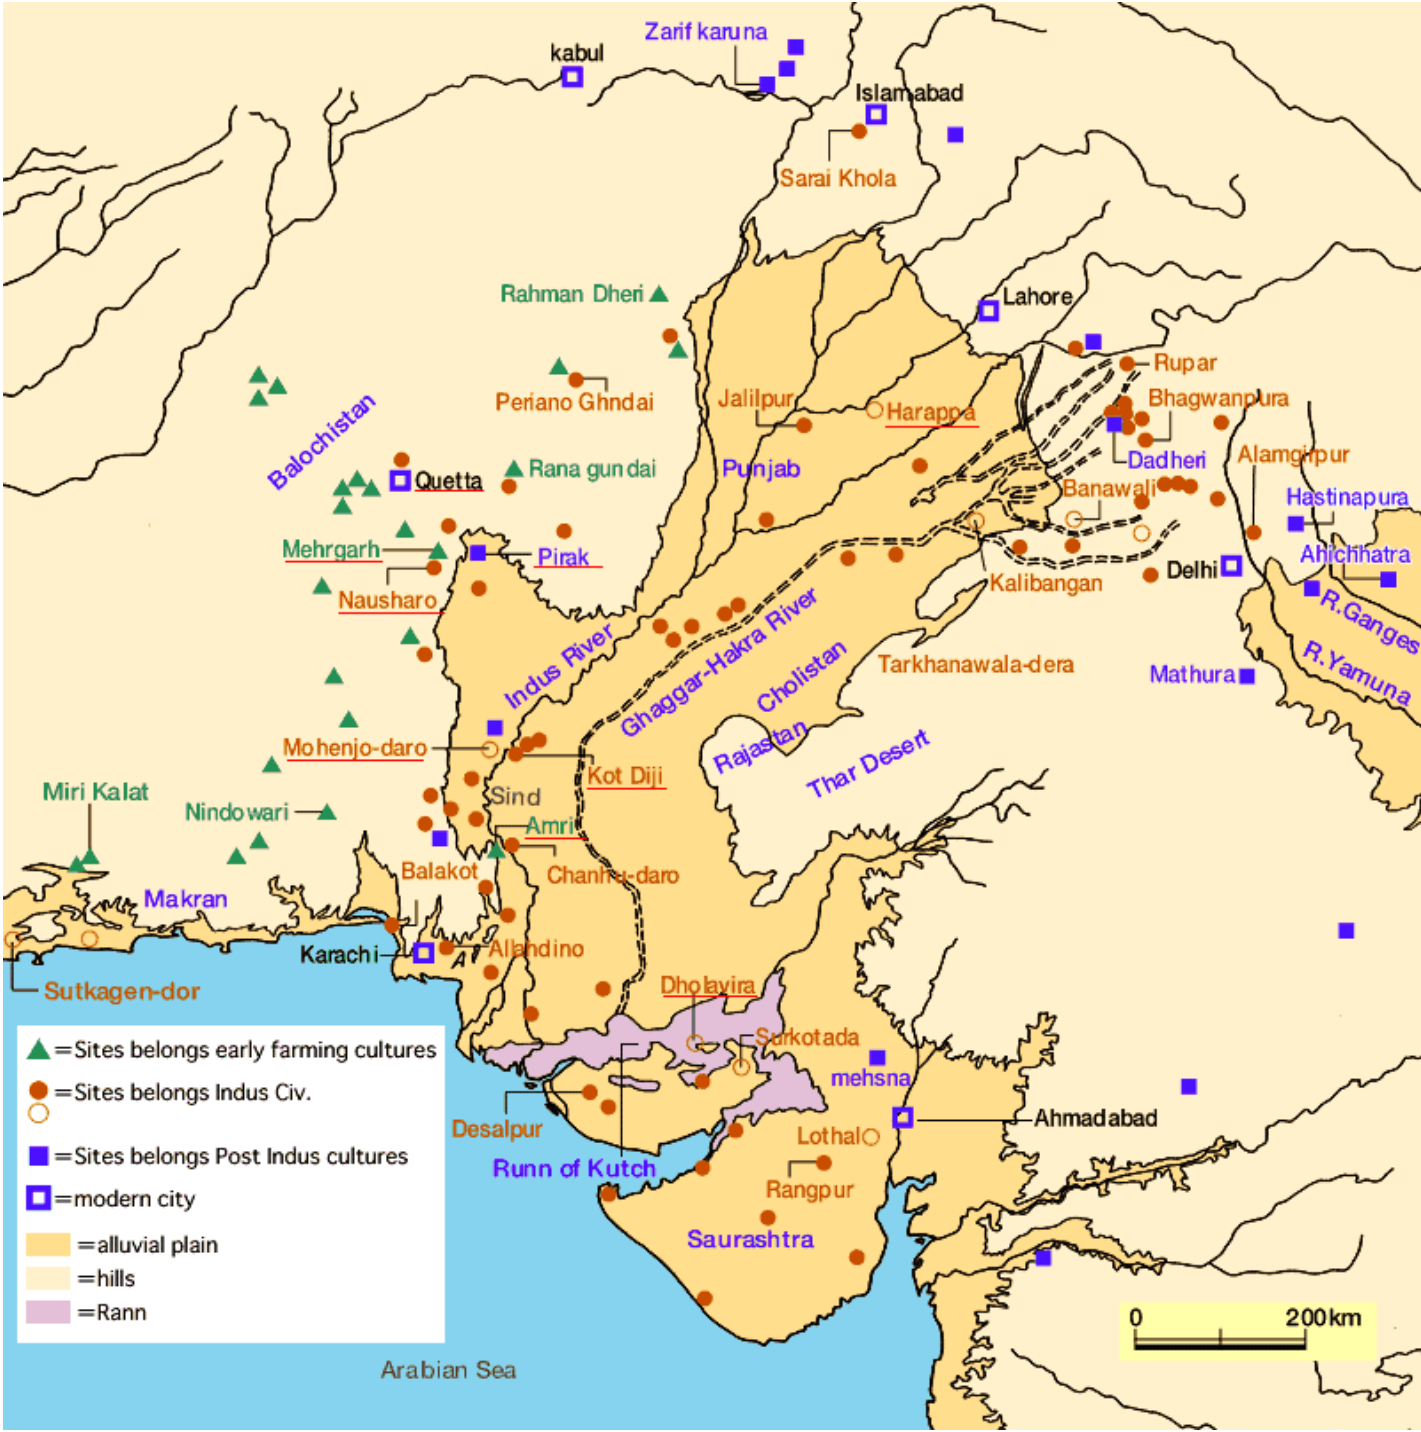 Zarif karuna
kabul
Islamabad
Sarai Khola
Rahman Dheri
Lahore
Rupar
Periano Ghndai
Jalilpur
Harappa
Bhagwanpura
Balochistan
Quetta
Rana gundai
Punjab
Dadheri
Alamgirpur
Banawali
Hastinapura
Mehrgarh
Pirak
Ahichhatra
Nausharo
Kalibangan
Delhi
R.Ganges
Indus River
Ghaggar-Hakra River
Cholistan
Tarkhanawala-dera
R.Yamuna
Mathura
Mohenjo-daro
Rajastan
Thar Desert
Kot Diji
Miri Kalat
Nindowari
Sind
Amri
Balakot
Chanhu-daro
Makran
Karachi
Allahdino
Sutkagen-dor
Dholavira
Surkotada
mehsna
Desalpur
Lothal
Ahmadabad
Runn of Kutch
Rangpur
Saurashtra
=Sites belongs early farming cultures
=Sites belongs Indus Civ.
=Sites belongs Post Indus cultures
=modern city
=alluvial plain
=hills
=Rann
0 200km
Arabian Sea